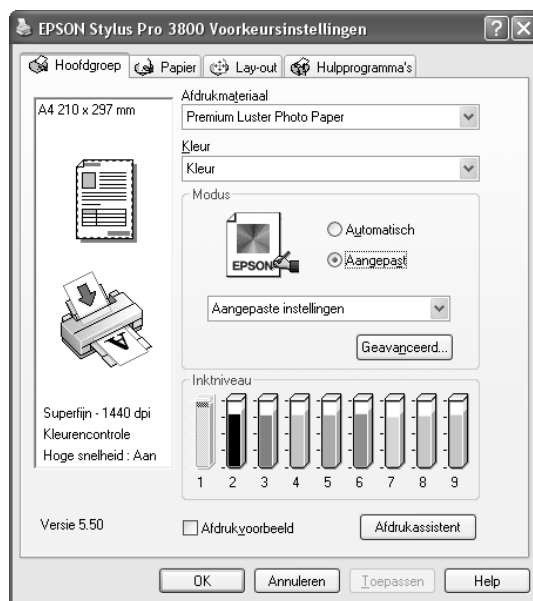 EPSON Stylus Pro 3800 Voorkeursinstellingen
Hoofdgroep Papier Lay-out Hulpprogramma's
A4 210 x 297 mm
Afdrukmateriaal
Premium Luster Photo Paper
Kleur
Kleur
Modus
EPSON
Automatisch
Aangepast
Aangepaste instellingen
Geavanceerd...
Superfijn - 1440 dpi
Kleurencontrole
Hoge snelheid : Aan
Inktniveau
1 2 3 4 5 6 7 8 9
Versie 5.50
Afdrukvoorbeeld
Afdrukassistent
OK Annuleren Toepassen Help